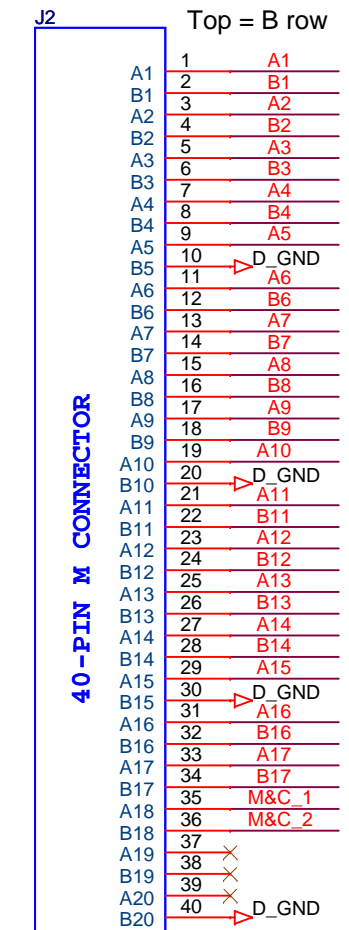 J2 Top = B row
A1 1 A1
B1 2 B1
A2 3 A2
B2 4 B2
A3 5 A3
B3 6 B3
A4 7 A4
B4 8 B4
A5 9 A5
B5 10 D_GND
A6 11 A6
B6 12 B6
A7 13 A7
B7 14 B7
A8 15 A8
B8 16 B8
A9 17 A9
B9 18 B9
A10 19 A10
B10 20 D_GND
A11 21 A11
B11 22 B11
A12 23 A12
B12 24 B12
A13 25 A13
B13 26 B13
A14 27 A14
B14 28 B14
A15 29 A15
B15 30 D_GND
A16 31 A16
B16 32 B16
A17 33 A17
B17 34 B17
A18 35 M&C_1
B18 36 M&C_2
A19 37
B19 38
A20 39
B20 40 D_GND
40-PIN M CONNECTOR